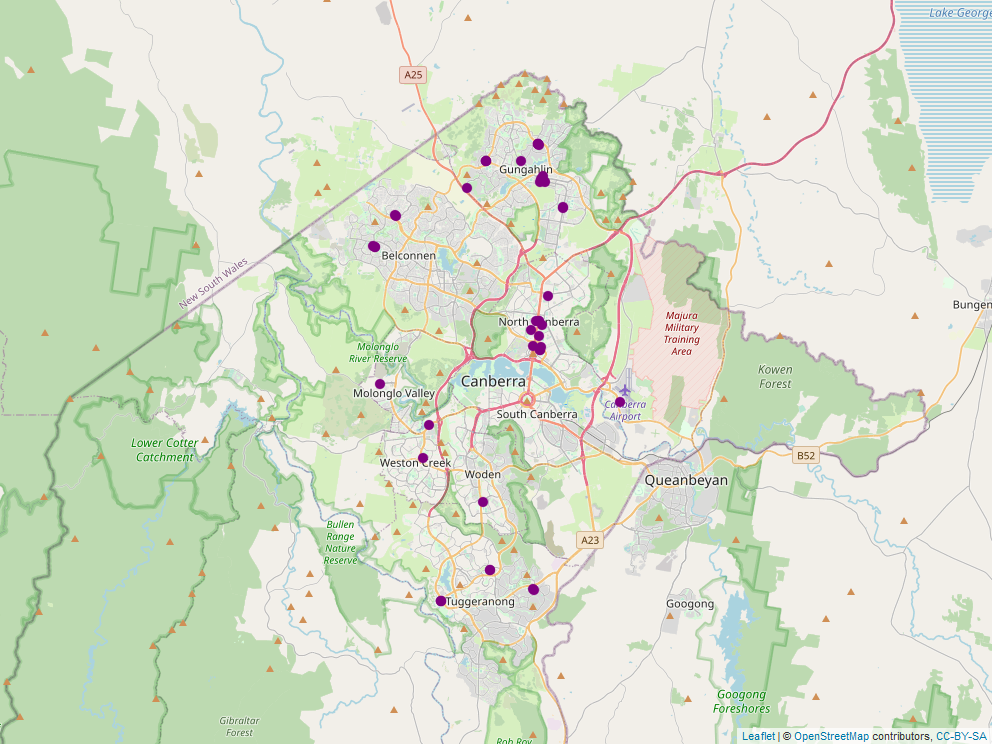 Lake George
A25
Gungahlin
Belconnen
New South Wales
Bungen
North Canberra
Majura
Military
Training
Area
Molonglo
River Reserve
Kowen
Forest
Canberra
Molonglo Valley
Canberra
Airport
South Canberra
Lower Cotter
Catchment
Weston Creek
B52
Woden
Queanbeyan
Bullen
Range
Nature
Reserve
A23
Tuggeranong
Googong
Googong
Foreshores
Gibraltar
Forest
Rob Roy
Leaflet | © OpenStreetMap contributors, CC-BY-SA